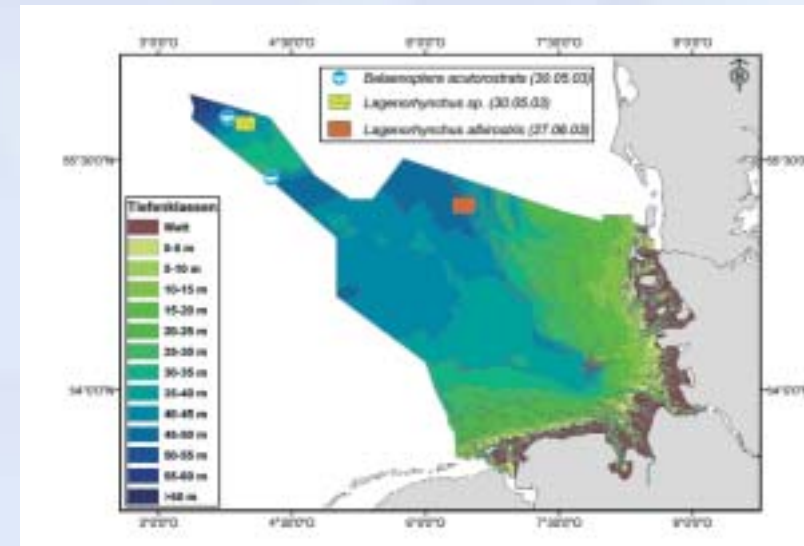 3°0'0"O 4°30'0"O 6°0'0"O 7°30'0"O 9°0'0"O
Balaenoptera acutorostrata (30.05.03)
Lagenorhynchus sp. (30.05.03)
Lagenorhynchus albirostris (27.06.03)
55°30'0"N 55°30'0"N
Tiefenklassen
Watt
0-5 m
5-10 m
10-15 m
15-20 m
20-25 m
25-30 m
30-35 m
35-40 m
40-45 m
45-50 m
50-55 m
55-60 m
>60 m
54°0'0"N 54°0'0"N
3°0'0"O 4°30'0"O 6°0'0"O 7°30'0"O 9°0'0"O